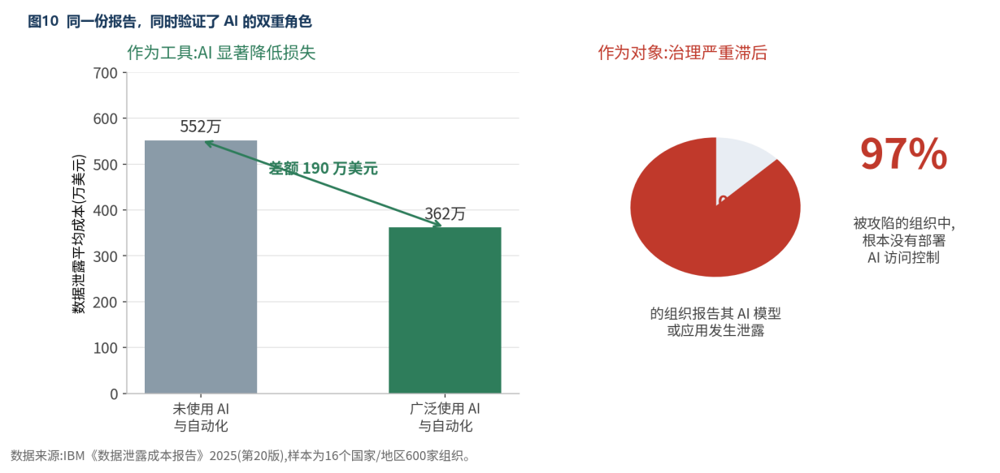 图10 同一份报告，同时验证了 AI 的双重角色
作为工具:AI 显著降低损失
700
600
500
400
300
200
100
0
数据泄露平均成本(万美元)
552万
差额 190 万美元
362万
未使用 AI
与自动化
广泛使用 AI
与自动化
作为对象:治理严重滞后
的组织报告其 AI 模型
或应用发生泄露
97%
被攻陷的组织中,
根本没有部署
AI 访问控制
数据来源:IBM《数据泄露成本报告》2025(第20版),样本为16个国家/地区600家组织。